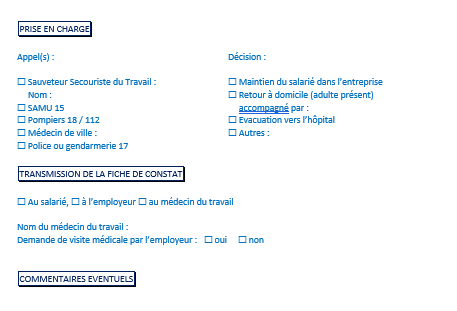 PRISE EN CHARGE
Appel(s) :
Décision :
☐ Sauveteur Secouriste du Travail :
Nom :
☐ SAMU 15
☐ Pompiers 18 / 112
☐ Médecin de ville :
☐ Police ou gendarmerie 17
☐ Maintien du salarié dans l'entreprise
☐ Retour à domicile (adulte présent)
accompagné par :
☐ Evacuation vers l'hôpital
☐ Autres :
TRANSMISSION DE LA FICHE DE CONSTAT
☐ Au salarié, ☐ à l'employeur ☐ au médecin du travail
Nom du médecin du travail :
Demande de visite médicale par l'employeur : ☐ oui ☐ non
COMMENTAIRES EVENTUELS